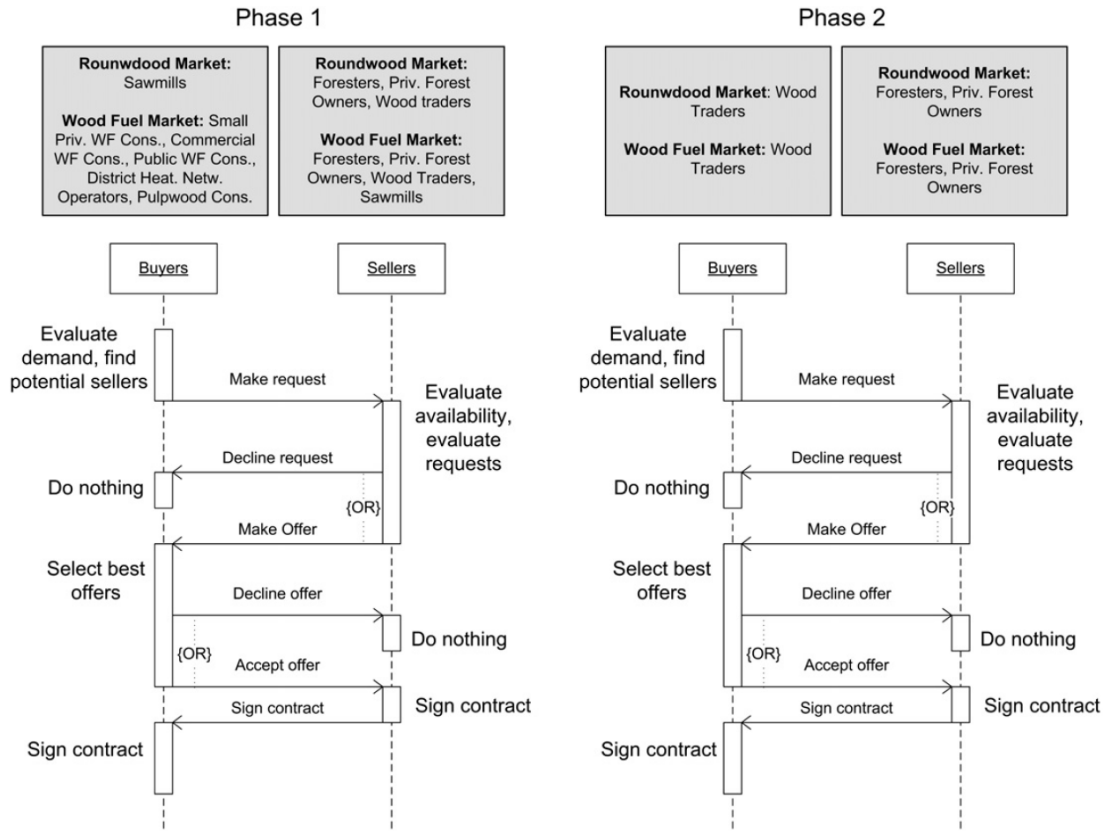 Phase 1
Rounwdood Market:
Sawmills
Wood Fuel Market: Small
Priv. WF Cons., Commercial
WF Cons., Public WF Cons.,
District Heat. Netw.
Operators, Pulpwood Cons.
Roundwood Market:
Foresters, Priv. Forest
Owners, Wood traders
Wood Fuel Market:
Foresters, Priv. Forest
Owners, Wood Traders,
Sawmills
Buyers
Sellers
Evaluate
demand, find
potential sellers
Make request
Evaluate
availability,
evaluate
requests
Decline request
Do nothing
{OR}
Make Offer
Select best
offers
Decline offer
Do nothing
{OR}
Accept offer
Sign contract
Sign contract
Sign contract
Phase 2
Rounwdood Market: Wood
Traders
Wood Fuel Market: Wood
Traders
Roundwood Market:
Foresters, Priv. Forest
Owners
Wood Fuel Market:
Foresters, Priv. Forest
Owners
Buyers
Sellers
Evaluate
demand, find
potential sellers
Make request
Evaluate
availability,
evaluate
requests
Decline request
Do nothing
{OR}
Make Offer
Select best
offers
Decline offer
Do nothing
{OR}
Accept offer
Sign contract
Sign contract
Sign contract